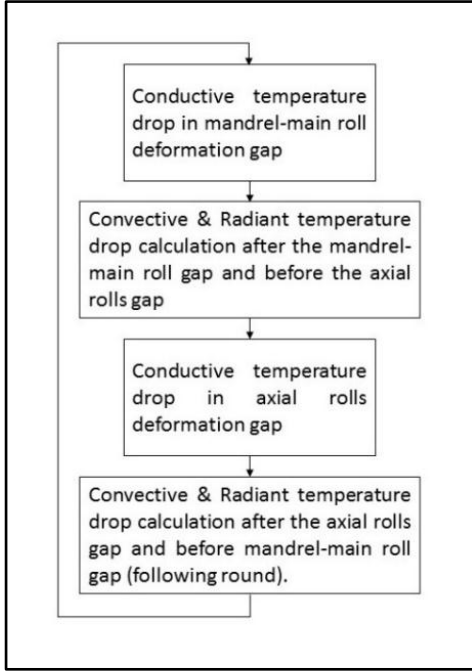 Conductive temperature
drop in mandrel-main roll
deformation gap
Convective & Radiant temperature
drop calculation after the mandrel-
main roll gap and before the axial
rolls gap
Conductive temperature
drop in axial rolls
deformation gap
Convective & Radiant temperature
drop calculation after the axial rolls
gap and before mandrel-main roll
gap (following round).